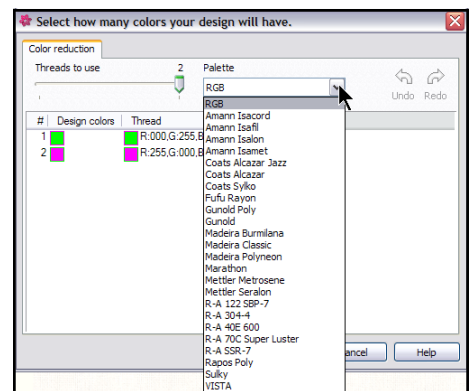 Select how many colors your design will have.
Color reduction
Threads to use 2 Palette
RGB
Undo Redo
# Design colors Thread
1 R:000,G:255,B
2 R:255,G:000,B
RGB
Amann Isacord
Amann Isafil
Amann Isalon
Amann Isamet
Coats Alcazar Jazz
Coats Alcazar
Coats Sylko
Fufu Rayon
Gunold Poly
Gunold
Madeira Burmilana
Madeira Classic
Madeira Polyneon
Marathon
Mettler Metrosene
Mettler Seralon
R-A 122 SBP-7
R-A 304-4
R-A 40E 600
R-A 70C Super Luster
R-A SSR-7
Rapos Poly
Sulky
VISTA
ancel Help